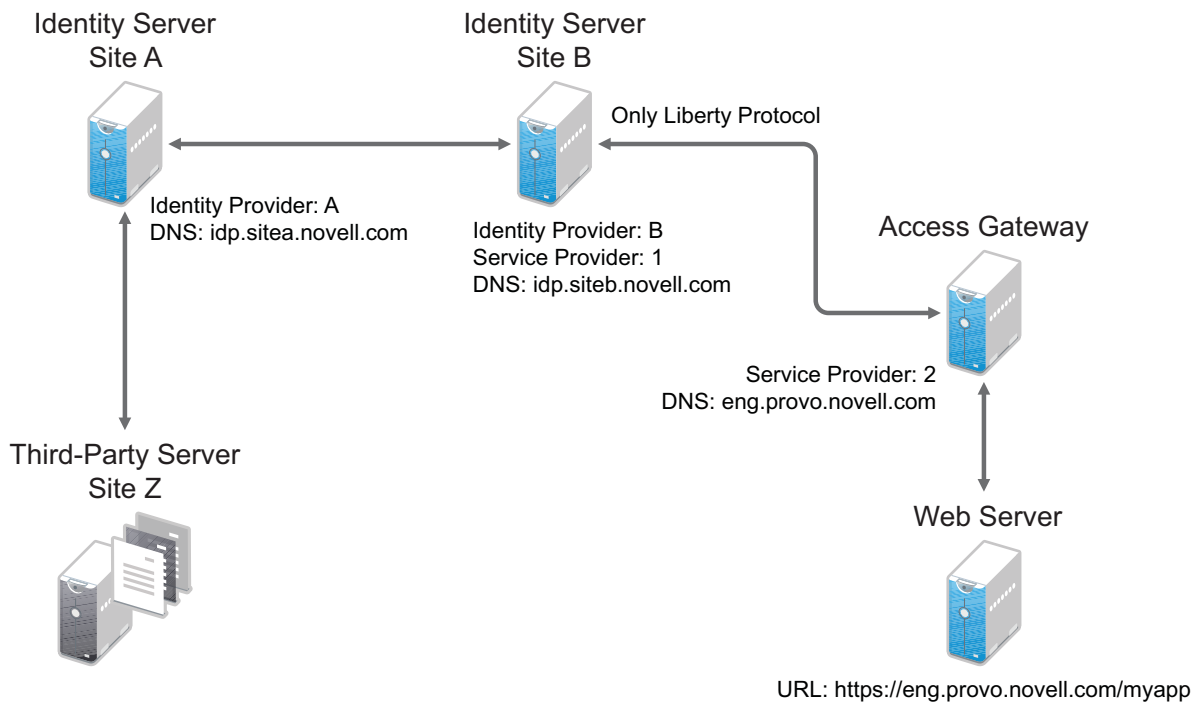 Identity Server
Site A
Identity Server
Site B
Only Liberty Protocol
Identity Provider: A
DNS: idp.sitea.novell.com
Identity Provider: B
Service Provider: 1
DNS: idp.siteb.novell.com
Access Gateway
Service Provider: 2
DNS: eng.provo.novell.com
Third-Party Server
Site Z
Web Server
URL: https://eng.provo.novell.com/myapp